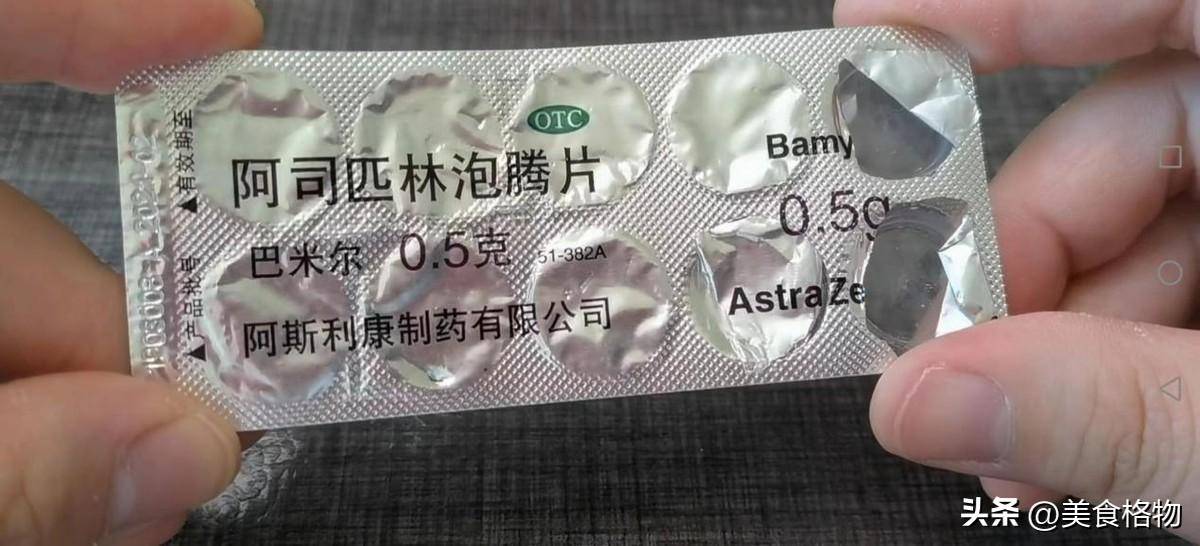 OTC
阿司匹林泡腾片
Bamy
巴米尔 0.5克
51-382A
0.5g
阿斯利康制药有限公司
AstraZe
▲产品批号
▲有效期至
头条 @美食格物